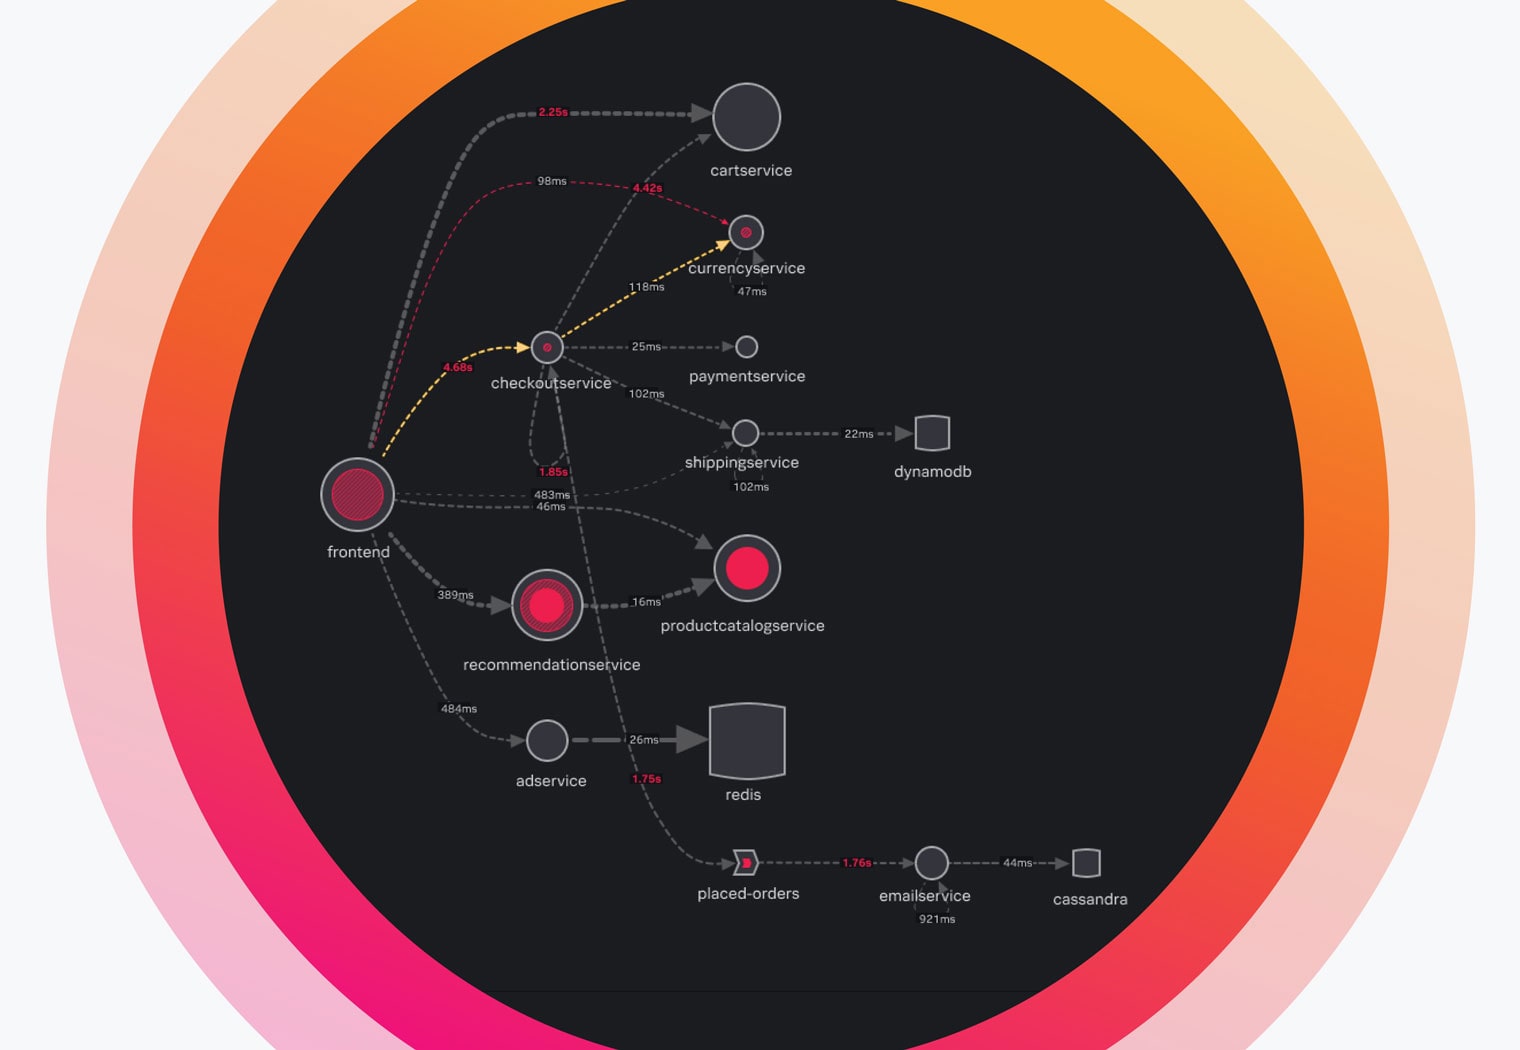 2.25s
cartservice
98ms
4.42s
currencyservice
118ms
47ms
25ms
4.68s
checkoutservice
paymentservice
102ms
22ms
shippingservice
dynamodb
1.85s
102ms
483ms
46ms
frontend
389ms
16ms
productcatalogservice
recommendationservice
484ms
26ms
adservice
1.75s
redis
1.76s
44ms
placed-orders
emailservice
cassandra
921ms